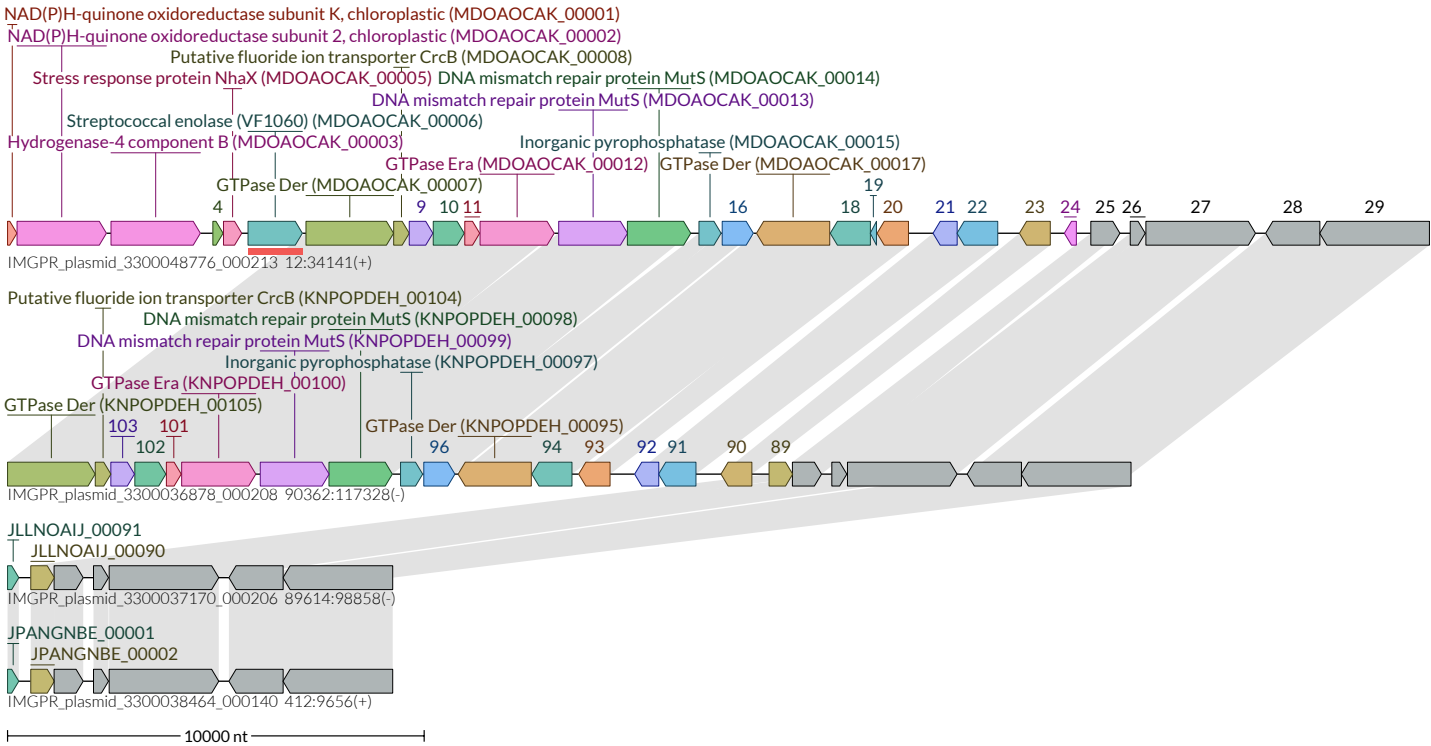 NAD(P)H-quinone oxidoreductase subunit K, chloroplastic (MDOAOCAK_00001)
NAD(P)H-quinone oxidoreductase subunit 2, chloroplastic (MDOAOCAK_00002)
Putative fluoride ion transporter CrcB (MDOAOCAK_00008)
Stress response protein NhaX (MDOAOCAK_00005) DNA mismatch repair protein MutS (MDOAOCAK_00014)
DNA mismatch repair protein MutS (MDOAOCAK_00013)
Streptococcal enolase (VF1060) (MDOAOCAK_00006)
Hydrogenase-4 component B (MDOAOCAK_00003) Inorganic pyrophosphatase (MDOAOCAK_00015)
GTPase Era (MDOAOCAK_00012) GTPase Der (MDOAOCAK_00017)
GTPase Der (MDOAOCAK_00007) 19
4 9 10 11 16 18 20 21 22 23 24 25 26 27 28 29
IMGPR_plasmid_3300048776_000213 12:34141(+)
Putative fluoride ion transporter CrcB (KNPOPDEH_00104)
DNA mismatch repair protein MutS (KNPOPDEH_00098)
DNA mismatch repair protein MutS (KNPOPDEH_00099)
Inorganic pyrophosphatase (KNPOPDEH_00097)
GTPase Era (KNPOPDEH_00100)
GTPase Der (KNPOPDEH_00105)
103 101 GTPase Der (KNPOPDEH_00095)
102 96 94 93 92 91 90 89
IMGPR_plasmid_3300036878_000208 90362:117328(-)
JLLNOAIJ_00091
JLLNOAIJ_00090
IMGPR_plasmid_3300037170_000206 89614:98858(-)
JPANGNBE_00001
JPANGNBE_00002
IMGPR_plasmid_3300038464_000140 412:9656(+)
10000 nt